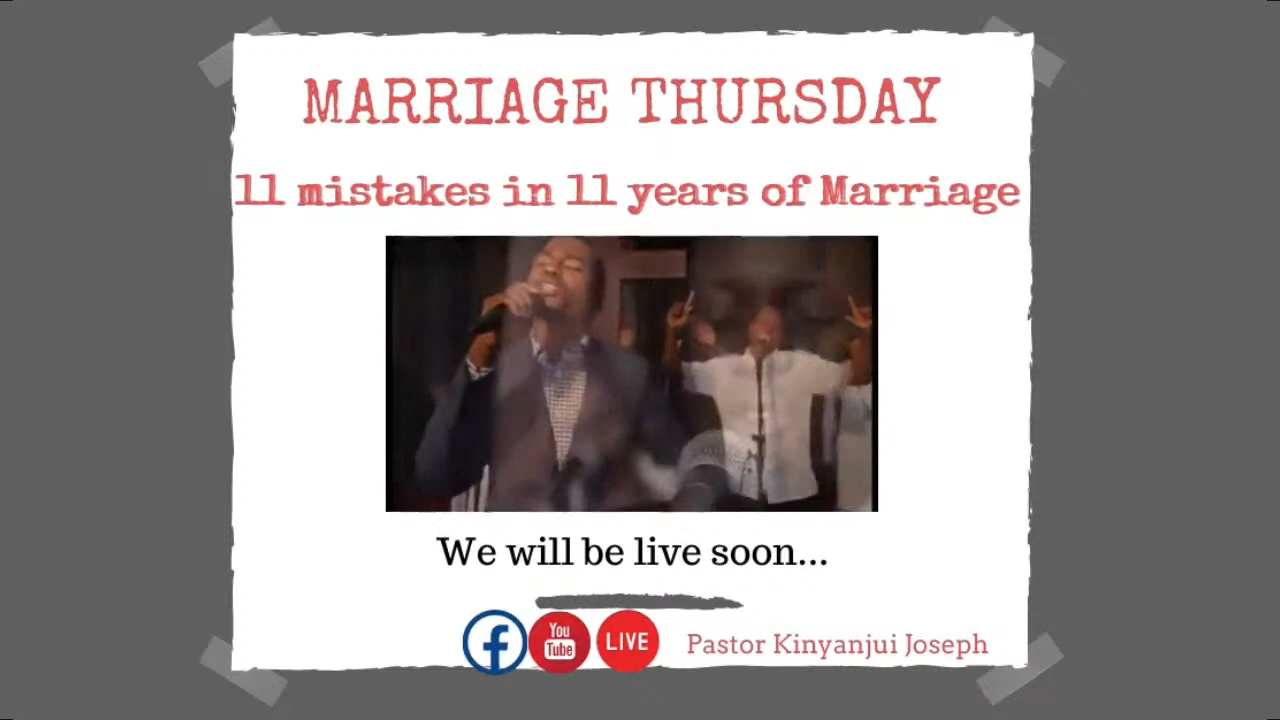 MARRIAGE THURSDAY
11 mistakes in 11 years of Marriage
We will be live soon...
f
You
Tube
LIVE
Pastor Kinyanjui Joseph